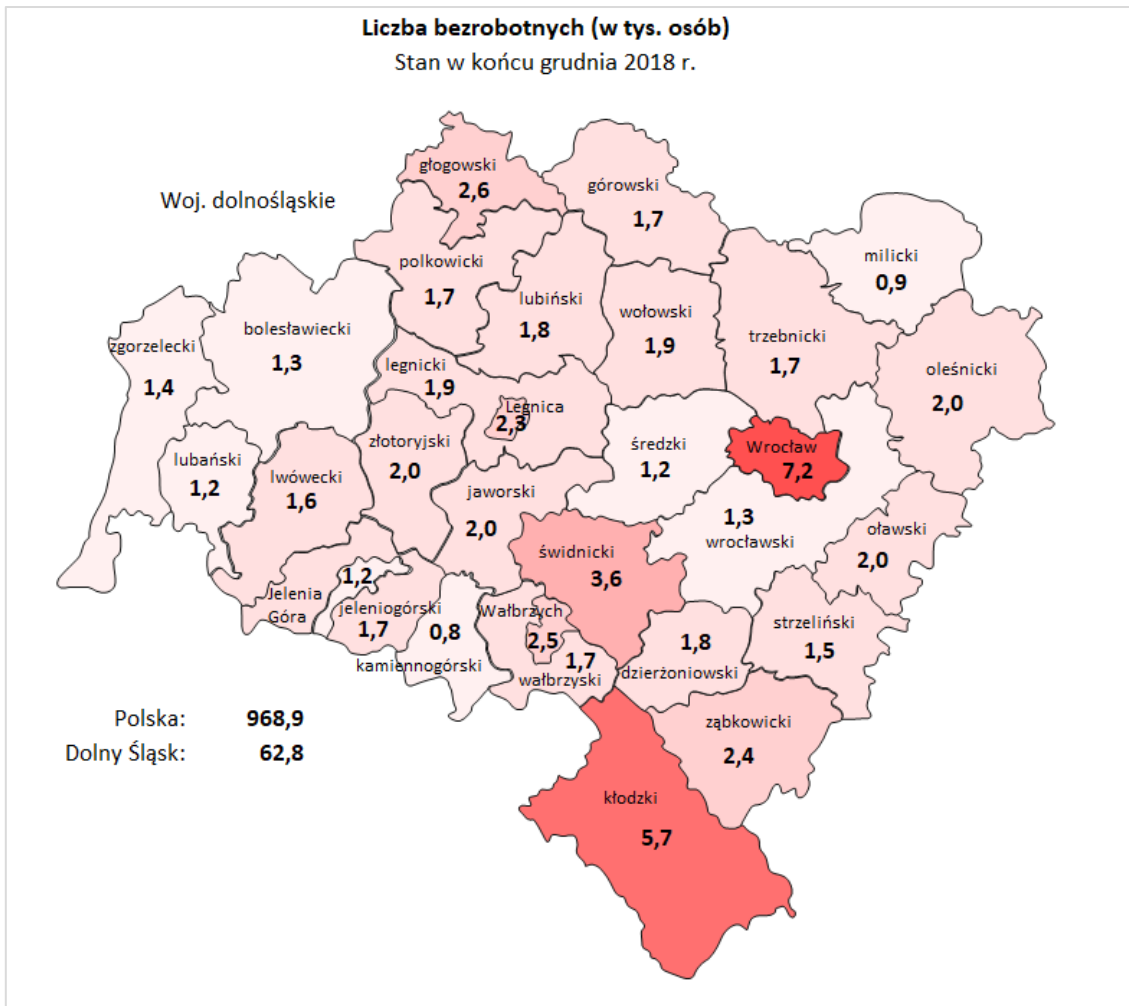 Liczba bezrobotnych (w tys. osób)
Stan w końcu grudnia 2018 r.
Woj. dolnośląskie
głogowski
2,6
górowski
1,7
milicki
0,9
polkowicki
1,7
lubiński
1,8
wołowski
1,9
trzebnicki
1,7
bolesławiecki
1,3
zgorzelecki
1,4
legnicki
1,9
oleśnicki
2,0
Legnica
2,3
złotoryjski
2,0
średzki
1,2
Wrocław
7,2
lubański
1,2
lwówecki
1,6
jaworski
2,0
1,3
wrocławski
oławski
2,0
świdnicki
3,6
Jelenia
Góra
1,2
jeleniogórski
1,7
0,8
kamiennogórski
Wałbrzych
2,5
1,7
wałbrzyski
1,8
dzierżoniowski
strzeliński
1,5
ząbkowicki
2,4
kłodzki
5,7
Polska: 968,9
Dolny Śląsk: 62,8